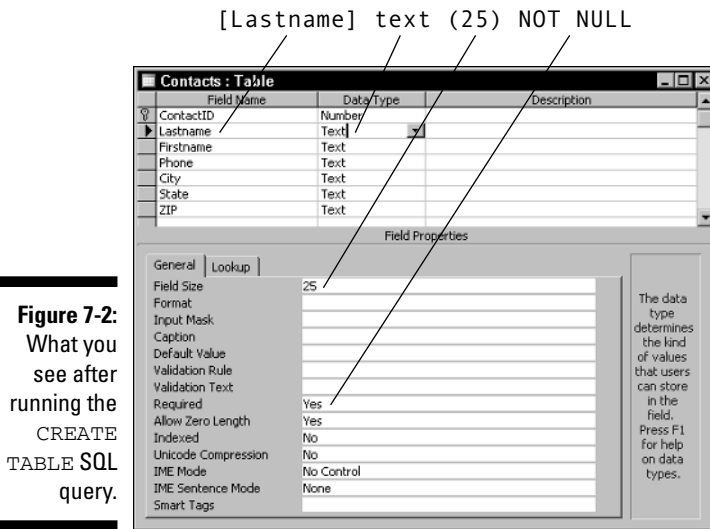 [Lastname] text (25) NOT NULL
Contacts : Table
Field Name Data Type Description
ContactID Number
Lastname Text
Firstname Text
Phone Text
City Text
State Text
ZIP Text
Field Properties
General Lookup
Field Size 25
Format
Input Mask
Caption
Default Value
Validation Rule
Validation Text
Required Yes
Allow Zero Length Yes
Indexed No
Unicode Compression No
IME Mode No Control
IME Sentence Mode None
Smart Tags
The data
type
determines
the kind
of values
that users
can store
in the
field.
Press F1
for help
on data
types.
Figure 7-2:
What you
see after
running the
CREATE
TABLE SQL
query.